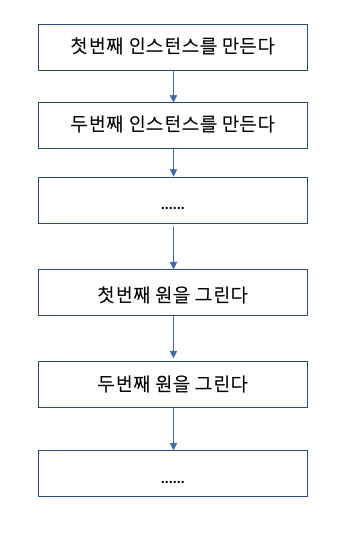 첫번째 인스턴스를 만든다
두번째 인스턴스를 만든다
......
첫번째 원을 그린다
두번째 원을 그린다
......